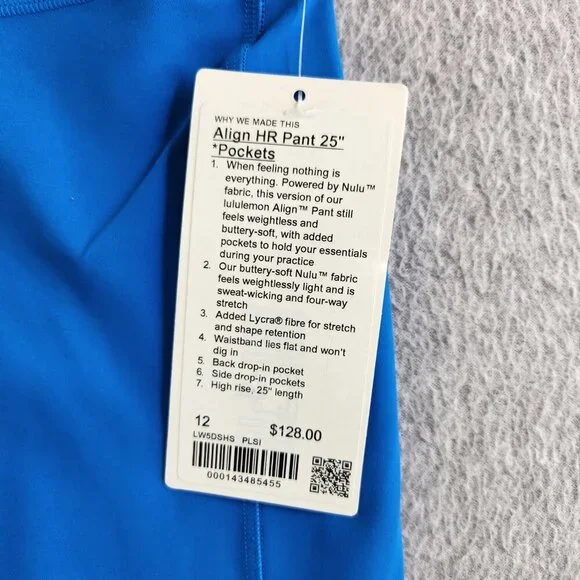 WHY WE MADE THIS
Align HR Pant 25"
*Pockets
1. When feeling nothing is
everything. Powered by Nulu™
fabric, this version of our
lululemon Align™ Pant still
feels weightless and
buttery-soft, with added
pockets to hold your essentials
during your practice
2. Our buttery-soft Nulu™ fabric
feels weightlessly light and is
sweat-wicking and four-way
stretch
3. Added Lycra® fibre for stretch
and shape retention
4. Waistband lies flat and won't
dig in
5. Back drop-in pocket
6. Side drop-in pockets
7. High rise, 25" length
12 $128.00
LW5DSHS PLSI
000143485455